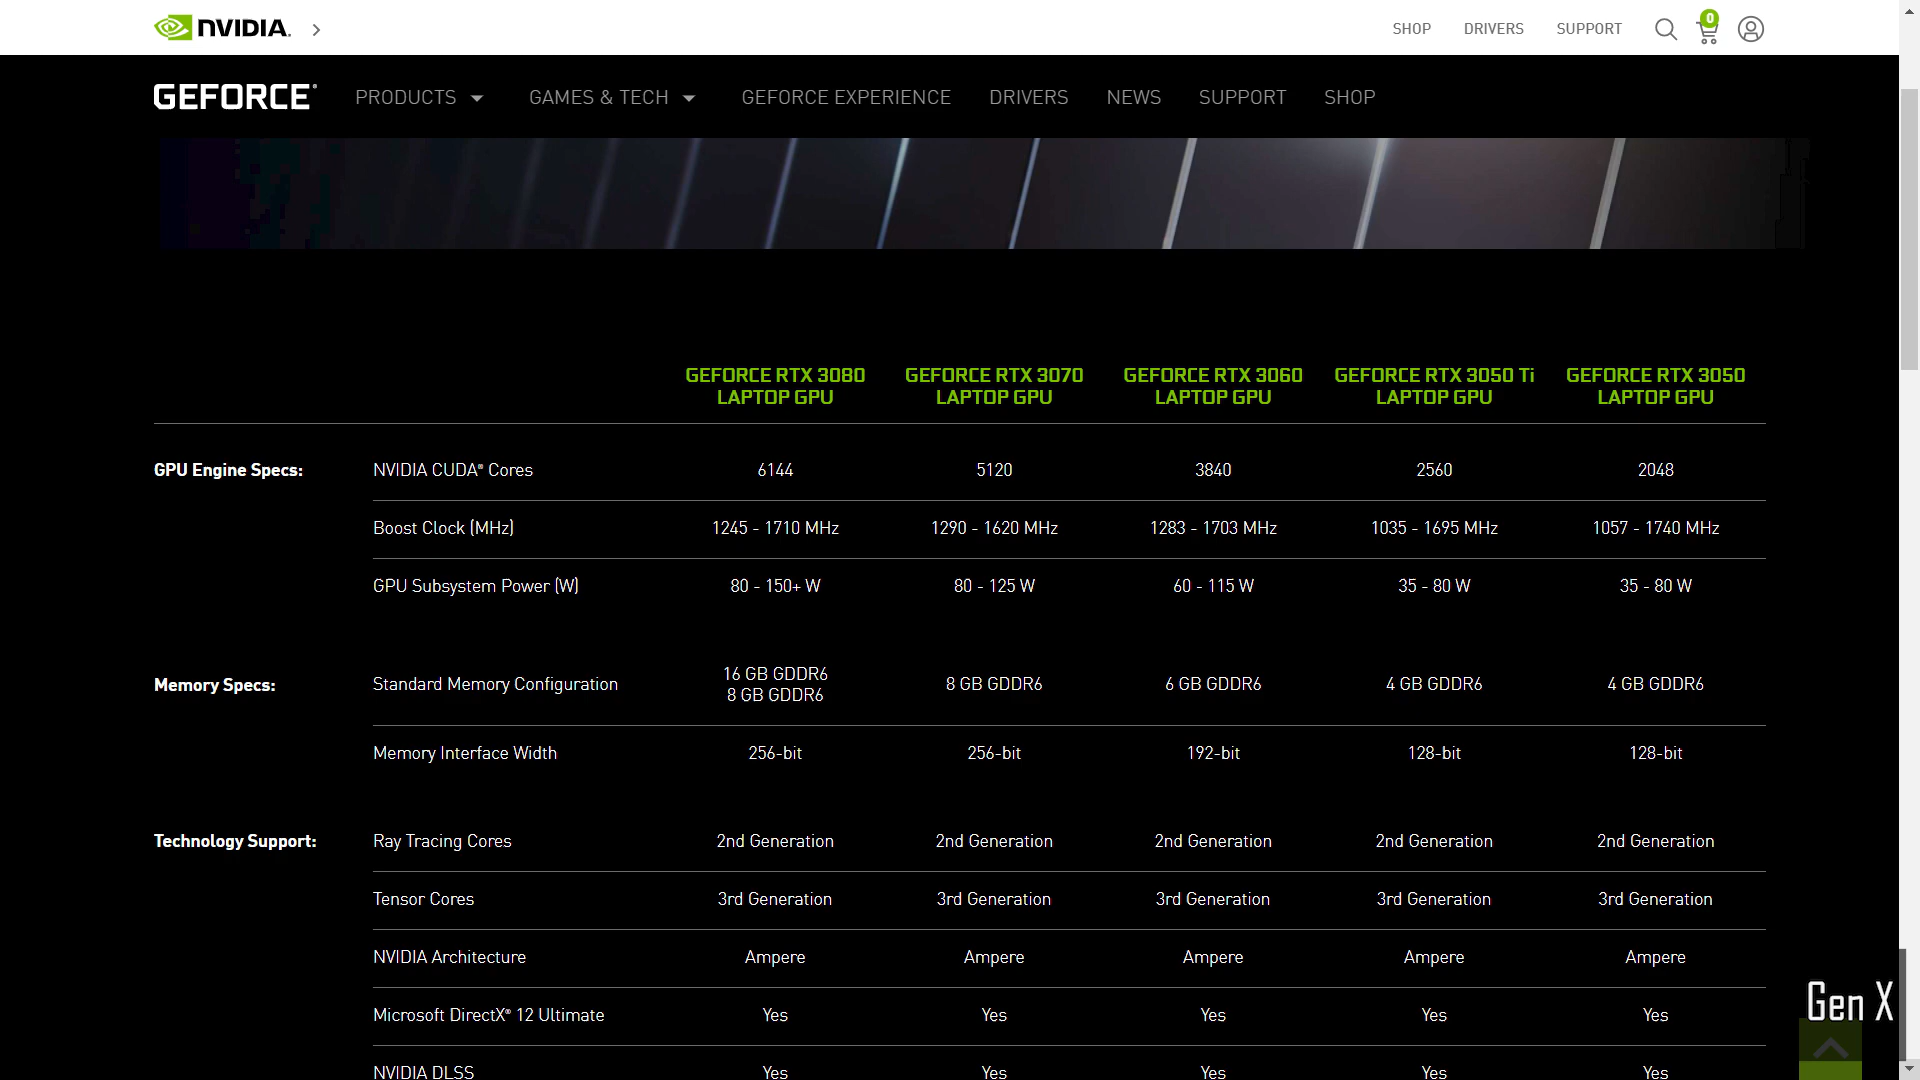 NVIDIA.
SHOP DRIVERS SUPPORT 0
GEFORCE® PRODUCTS GAMES & TECH GEFORCE EXPERIENCE DRIVERS NEWS SUPPORT SHOP
GEFORCE RTX 3080 GEFORCE RTX 3070 GEFORCE RTX 3060 GEFORCE RTX 3050 Ti GEFORCE RTX 3050
LAPTOP GPU LAPTOP GPU LAPTOP GPU LAPTOP GPU LAPTOP GPU
GPU Engine Specs: NVIDIA CUDA® Cores 6144 5120 3840 2560 2048
Boost Clock (MHz) 1245 - 1710 MHz 1290 - 1620 MHz 1283 - 1703 MHz 1035 - 1695 MHz 1057 - 1740 MHz
GPU Subsystem Power (W) 80 - 150+ W 80 - 125 W 60 - 115 W 35 - 80 W 35 - 80 W
Memory Specs: Standard Memory Configuration 16 GB GDDR6 8 GB GDDR6 8 GB GDDR6 6 GB GDDR6 4 GB GDDR6 4 GB GDDR6
Memory Interface Width 256-bit 256-bit 192-bit 128-bit 128-bit
Technology Support: Ray Tracing Cores 2nd Generation 2nd Generation 2nd Generation 2nd Generation 2nd Generation
Tensor Cores 3rd Generation 3rd Generation 3rd Generation 3rd Generation 3rd Generation
NVIDIA Architecture Ampere Ampere Ampere Ampere Ampere
Microsoft DirectX® 12 Ultimate Yes Yes Yes Yes Yes
NVIDIA DLSS Yes Yes Yes Yes Yes
Gen X